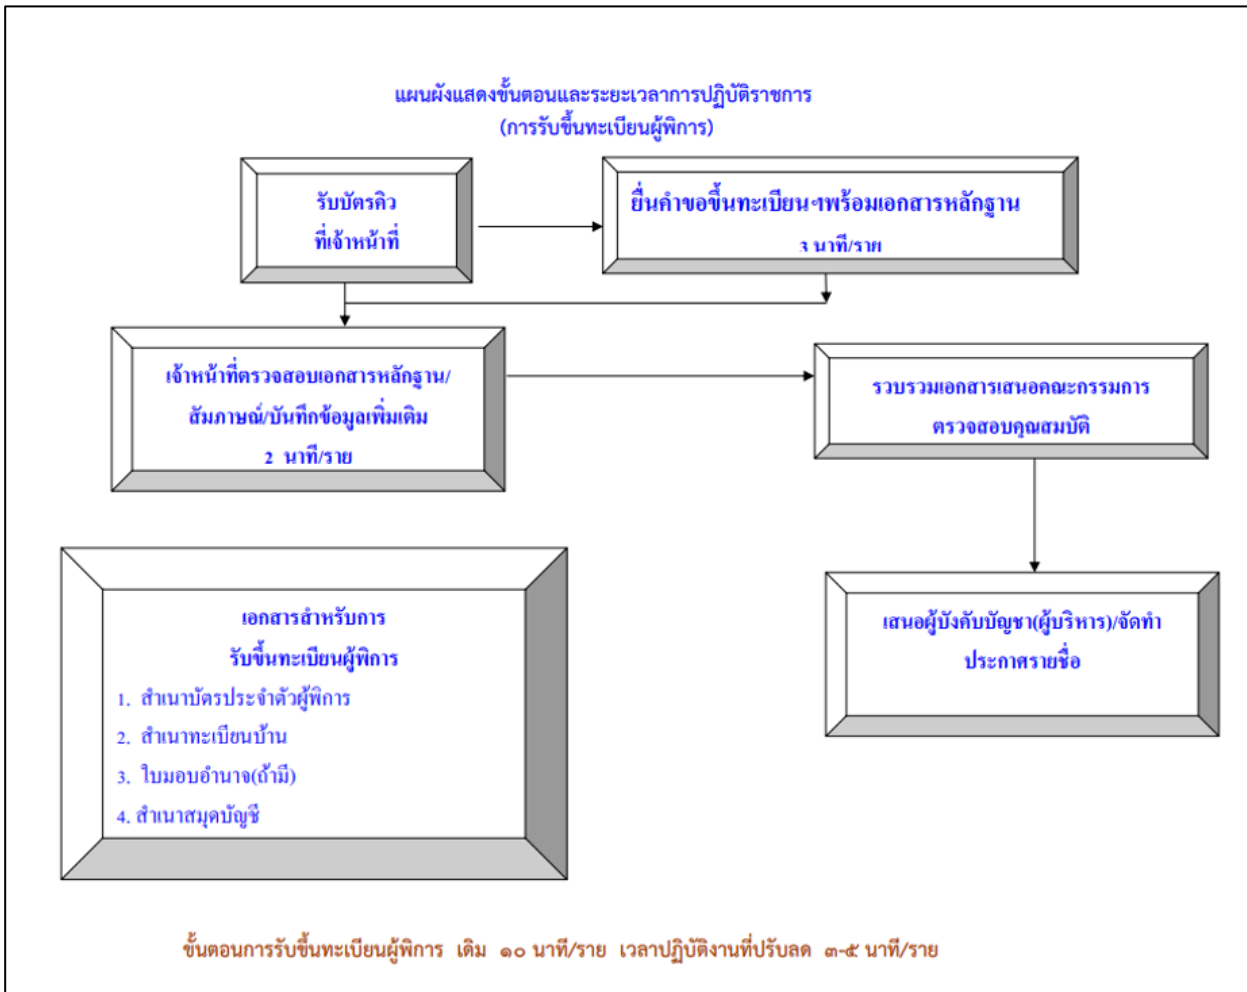 แผนผังแสดงขั้นตอนและระยะเวลาการปฏิบัติราชการ
(การรับขึ้นทะเบียนผู้พิการ)
รับบัตรคิว
ที่เจ้าหน้าที่
ยื่นคำขอขึ้นทะเบียนฯพร้อมเอกสารหลักฐาน
3 นาที/ราย
เจ้าหน้าที่ตรวจสอบเอกสารหลักฐาน/
สัมภาษณ์/บันทึกข้อมูลเพิ่มเติม
2 นาที/ราย
รวบรวมเอกสารเสนอคณะกรรมการ
ตรวจสอบคุณสมบัติ
เสนอผู้บังคับบัญชา(ผู้บริหาร)/จัดทำ
ประกาศรายชื่อ
เอกสารสำหรับการ
รับขึ้นทะเบียนผู้พิการ
1. สำเนาบัตรประจำตัวผู้พิการ
2. สำเนาทะเบียนบ้าน
3. ใบมอบอำนาจ(ถ้ามี)
4. สำเนาสมุดบัญชี
ขั้นตอนการรับขึ้นทะเบียนผู้พิการ เดิม ๑๐ นาที/ราย เวลาปฏิบัติงานที่ปรับลด ๓-๕ นาที/ราย